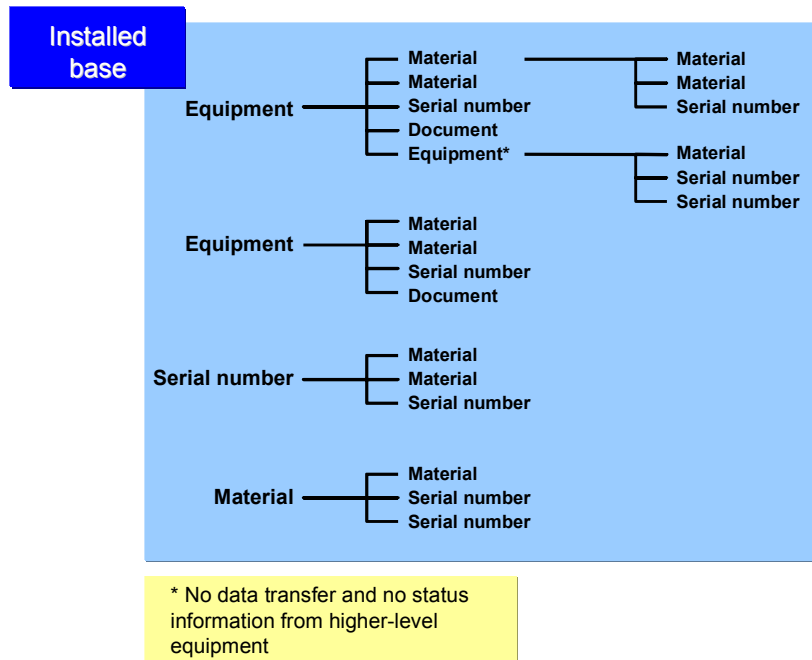 Installed
base
Equipment
Material
Material
Serial number
Document
Equipment*
Material
Material
Serial number
Material
Serial number
Serial number
Equipment
Material
Material
Serial number
Document
Serial number
Material
Material
Serial number
Material
Material
Serial number
Serial number
* No data transfer and no status
information from higher-level
equipment